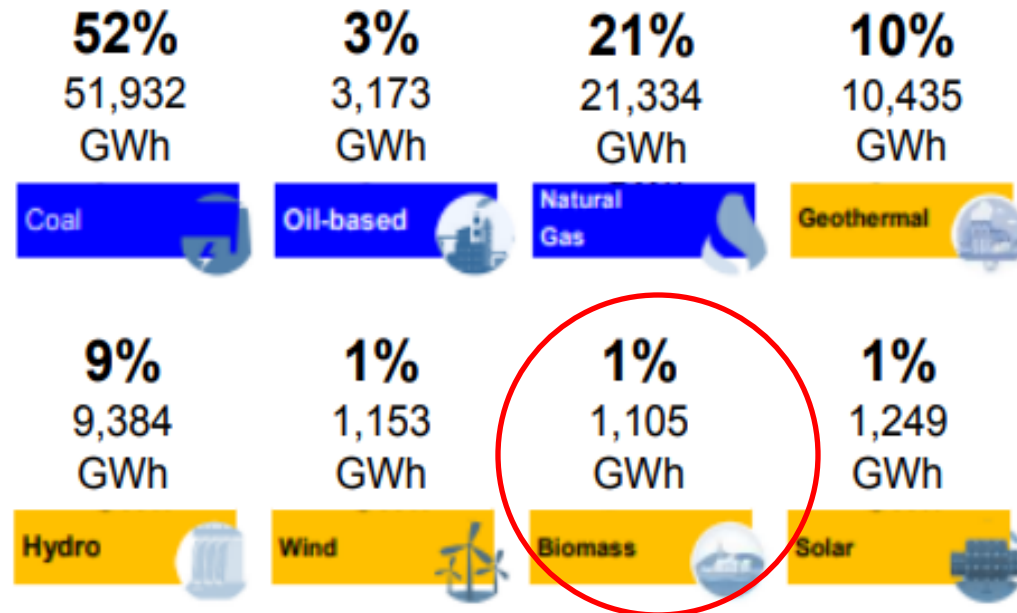 52% 3% 21% 10%
51,932 3,173 21,334 10,435
GWh GWh GWh GWh
Coal Oil-based Natural Gas Geothermal
9% 1% 1% 1%
9,384 1,153 1,105 1,249
GWh GWh GWh GWh
Hydro Wind Biomass Solar